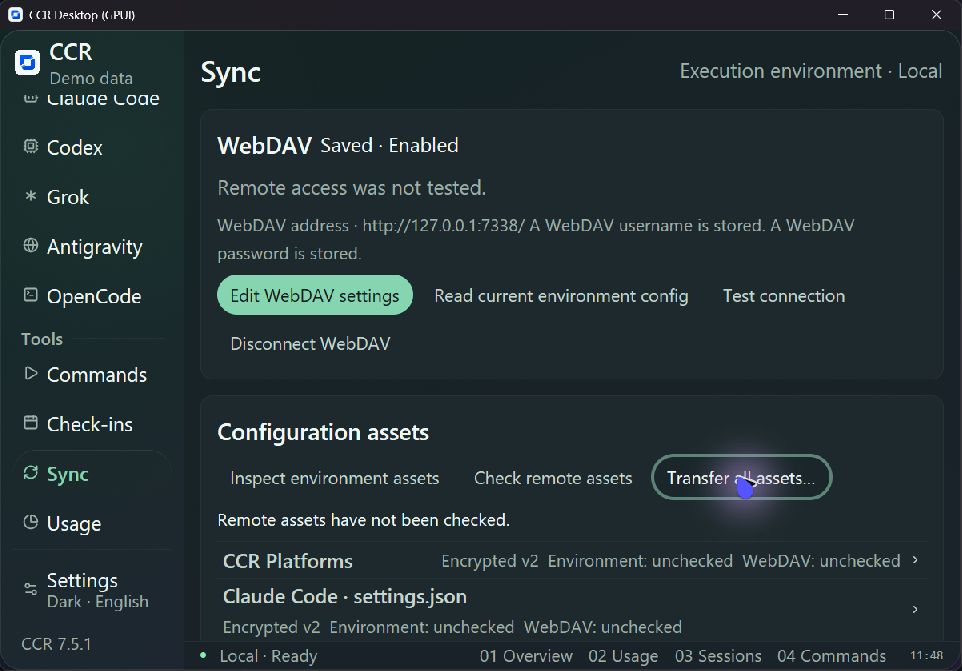 CCR Desktop (GPUI)
CCR
Demo data
Claude Code
Codex
Grok
Antigravity
OpenCode
Tools
Commands
Check-ins
Sync
Usage
Settings
Dark · English
CCR 7.5.1
Sync
Execution environment · Local
WebDAV Saved · Enabled
Remote access was not tested.
WebDAV address · http://127.0.0.1:7338/ A WebDAV username is stored. A WebDAV
password is stored.
Edit WebDAV settings Read current environment config Test connection
Disconnect WebDAV
Configuration assets
Inspect environment assets Check remote assets Transfer all assets...
Remote assets have not been checked.
CCR Platforms Encrypted v2 Environment: unchecked WebDAV: unchecked
Claude Code · settings.json
Encrypted v2 Environment: unchecked WebDAV: unchecked
Local · Ready 01 Overview 02 Usage 03 Sessions 04 Commands 11:48